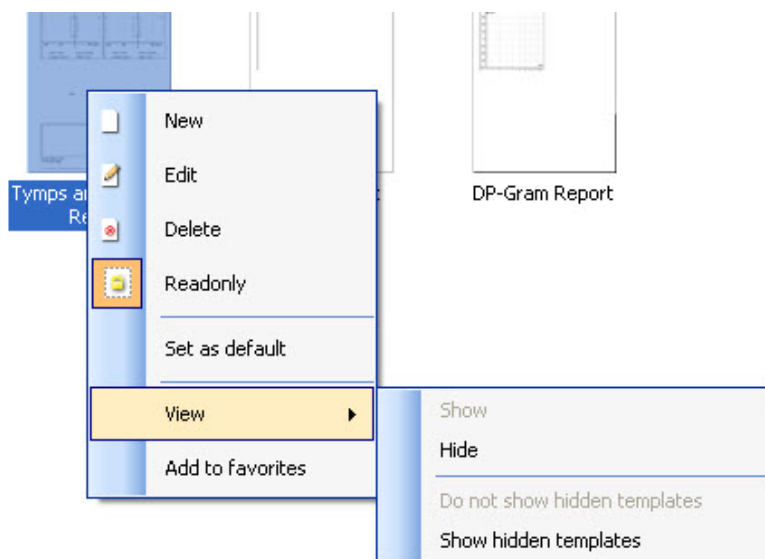 Tymps a
Re
DP-Gram Report
New
Edit
Delete
Readonly
Set as default
View
Add to favorites
Show
Hide
Do not show hidden templates
Show hidden templates